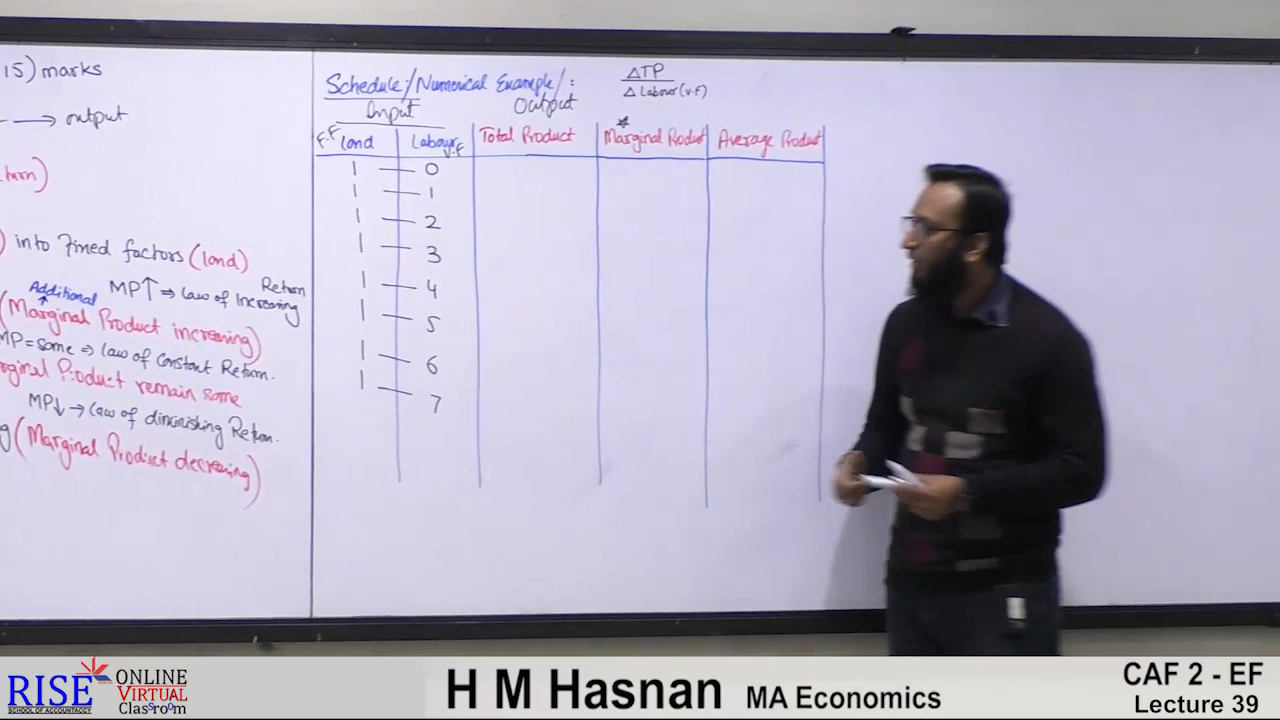 15) marks
→ output
turn)
) into Fixed factors (land)
Additional MP↑ ⇒ law of Increasing Return
(Marginal Product increasing)
MP = same ⇒ law of Constant Return.
Product remain same
MP↓ → law of diminishing Return.
g (Marginal Product decreasing)
Schedule / Numerical Example / :
ΔTP
Δ Labour (v.F)
Input Output
F.F land Labour v.F Total Product Marginal Product Average Product
1 — 0
1 — 1
1 — 2
1 — 3
1 — 4
1 — 5
1 — 6
1 — 7
RISE
SCHOOL OF ACCOUNTANCY
ONLINE
VIRTUAL
Classroom
H M Hasnan MA Economics
CAF 2 - EF
Lecture 39